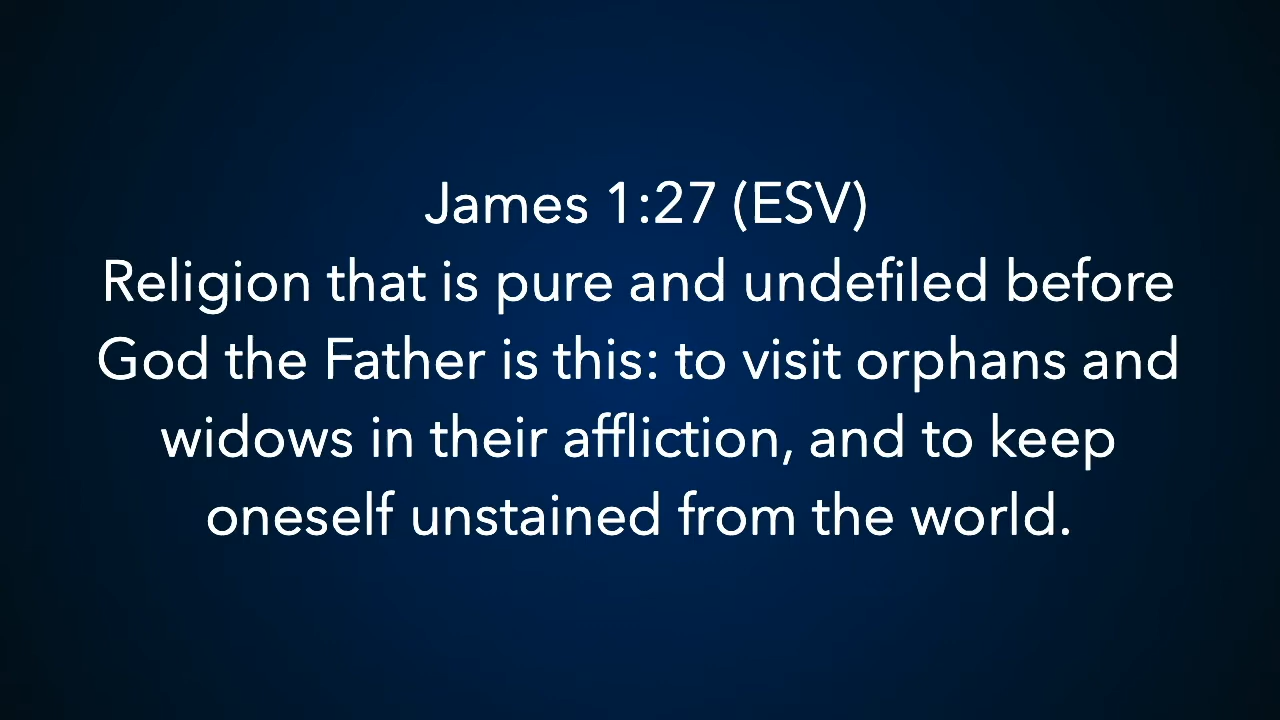 James 1:27 (ESV)
Religion that is pure and undefiled before
God the Father is this: to visit orphans and
widows in their affliction, and to keep
oneself unstained from the world.